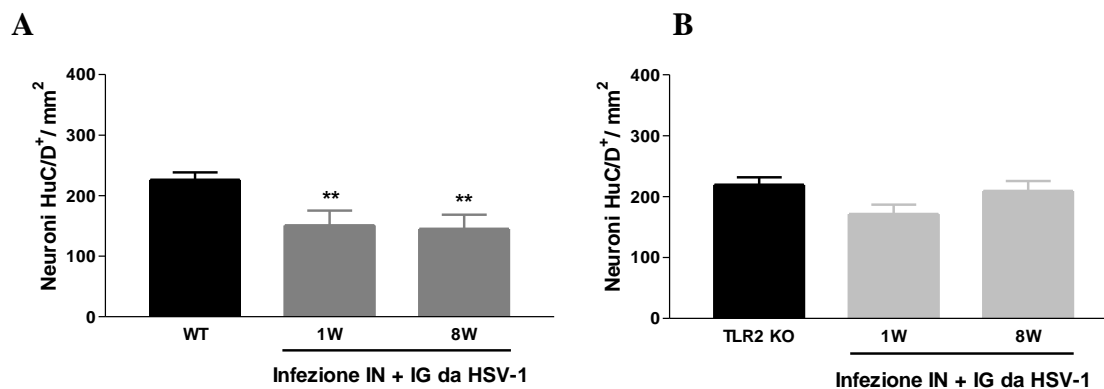 A
Neuroni HuC/D+/ mm2
400
300
200
100
0
**
**
WT
1W
8W
Infezione IN + IG da HSV-1
B
Neuroni HuC/D+/ mm2
400
300
200
100
0
TLR2 KO
1W
8W
Infezione IN + IG da HSV-1